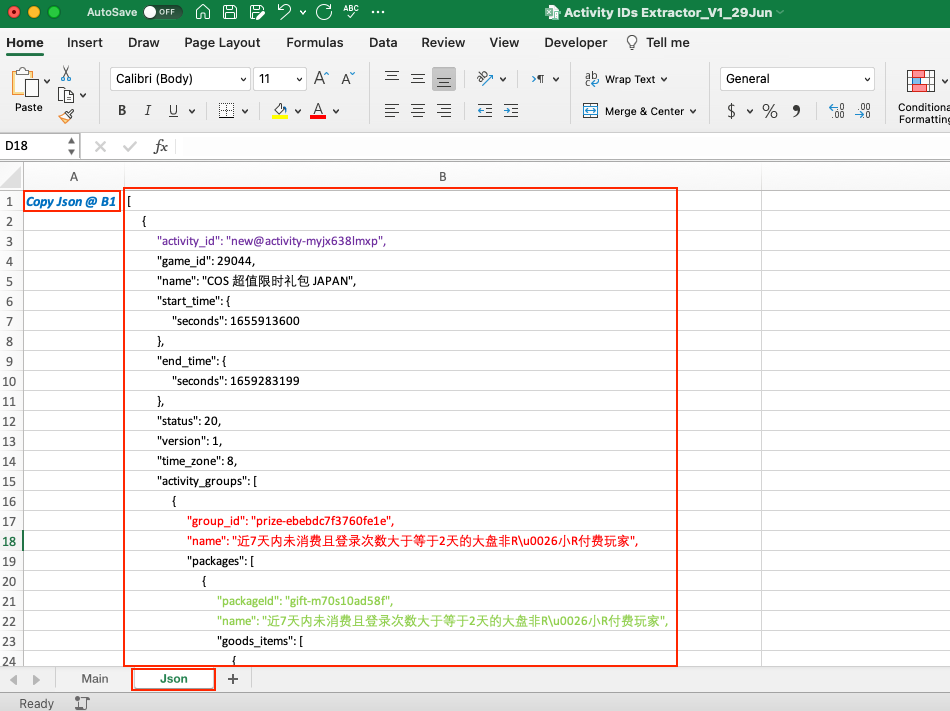 AutoSave OFF ABC ... Activity IDs Extractor_V1_29Jun
Home Insert Draw Page Layout Formulas Data Review View Developer Tell me
Paste
Calibri (Body) 11 A A
B I U A
ab Wrap Text
Merge & Center
General
$ % 9 .0 .00 .00 .0
Conditiona
Formatting
D18 fx
A B
1 Copy Json @ B1 [
2 {
3 "activity_id": "new@activity-myjx638lmxp",
4 "game_id": 29044,
5 "name": "COS 超值限时礼包 JAPAN",
6 "start_time": {
7 "seconds": 1655913600
8 },
9 "end_time": {
10 "seconds": 1659283199
11 },
12 "status": 20,
13 "version": 1,
14 "time_zone": 8,
15 "activity_groups": [
16 {
17 "group_id": "prize-ebebdc7f3760fe1e",
18 "name": "近7天内未消费且登录次数大于等于2天的大盘非R\u0026小R付费玩家",
19 "packages": [
20 {
21 "packageId": "gift-m70s10ad58f",
22 "name": "近7天内未消费且登录次数大于等于2天的大盘非R\u0026小R付费玩家",
23 "goods_items": [
24 {
Main Json +
Ready